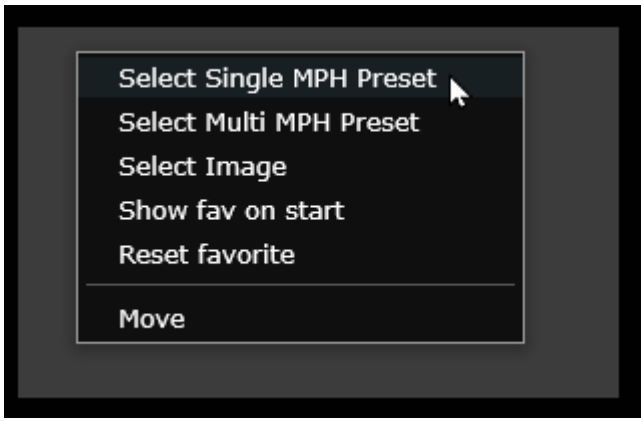 Select Single MPH Preset
Select Multi MPH Preset
Select Image
Show fav on start
Reset favorite
Move